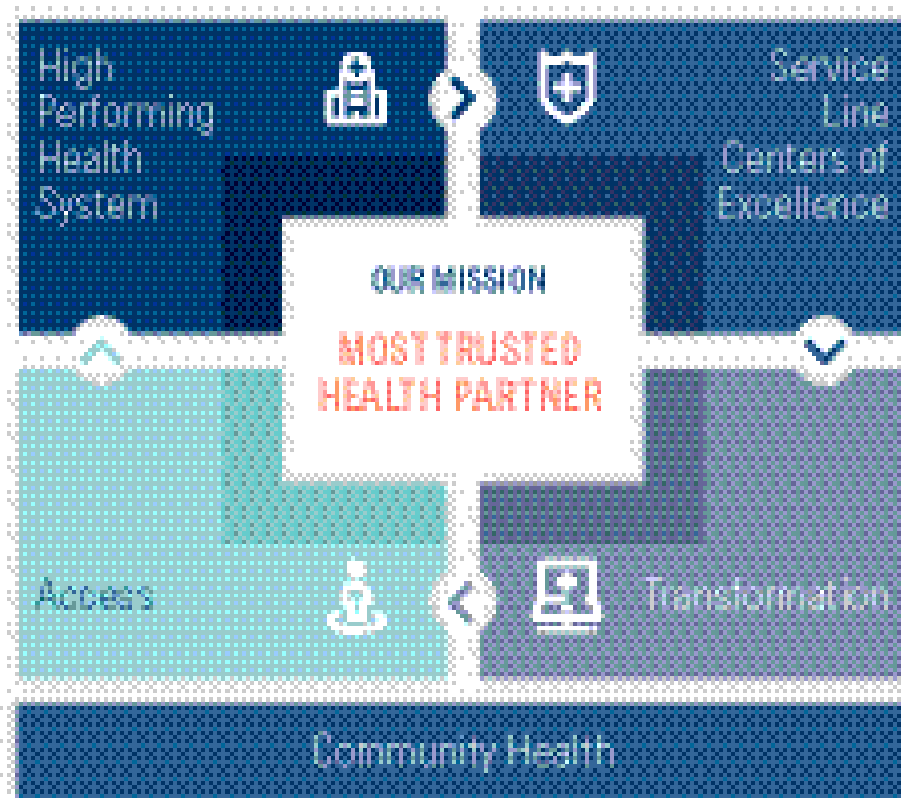 High
Performing
Health
System
Service
Line
Centers of
Excellence
OUR MISSION
MOST TRUSTED
HEALTH PARTNER
Access
Transformation
Community Health